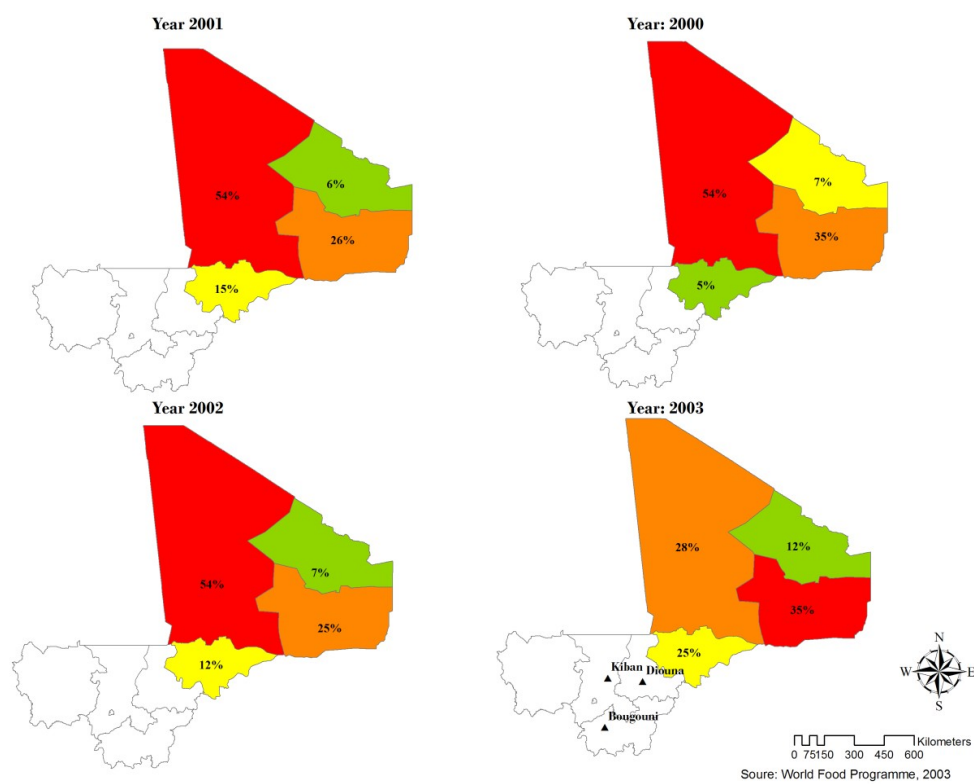 Year 2001
Year: 2000
6%
54%
26%
15%
7%
54%
35%
5%
Year 2002
Year: 2003
7%
54%
25%
12%
12%
28%
35%
25%
Kiban
Diouna
Bougouni
N
W
E
S
Kilometers
0 75150 300 450 600
Soure: World Food Programme, 2003